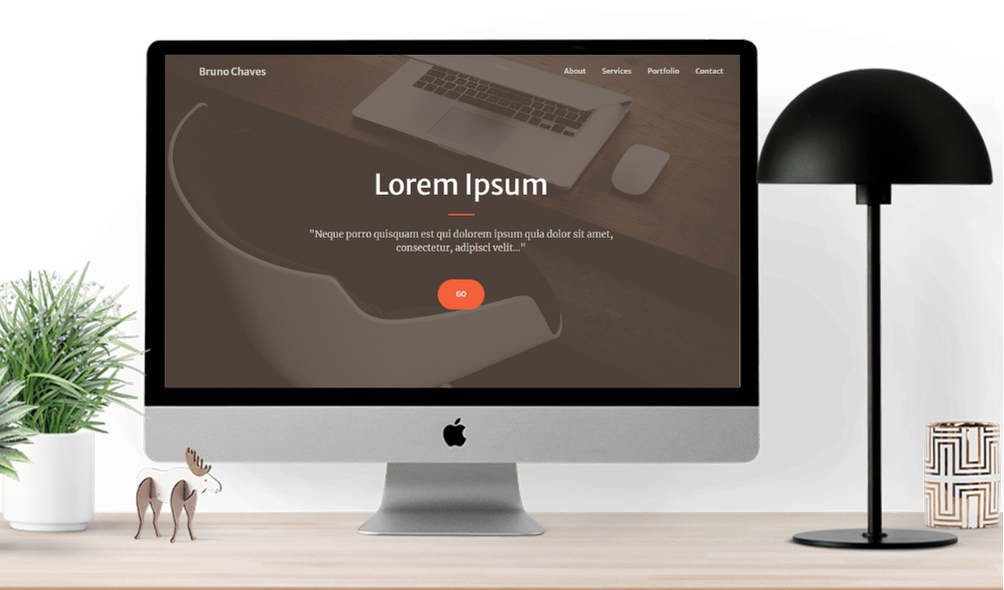 Bruno Chaves
About Services Portfolio Contact
Lorem Ipsum
"Neque porro quisquam est qui dolorem ipsum quia dolor sit amet,
consectetur, adipisci velit..."
GO